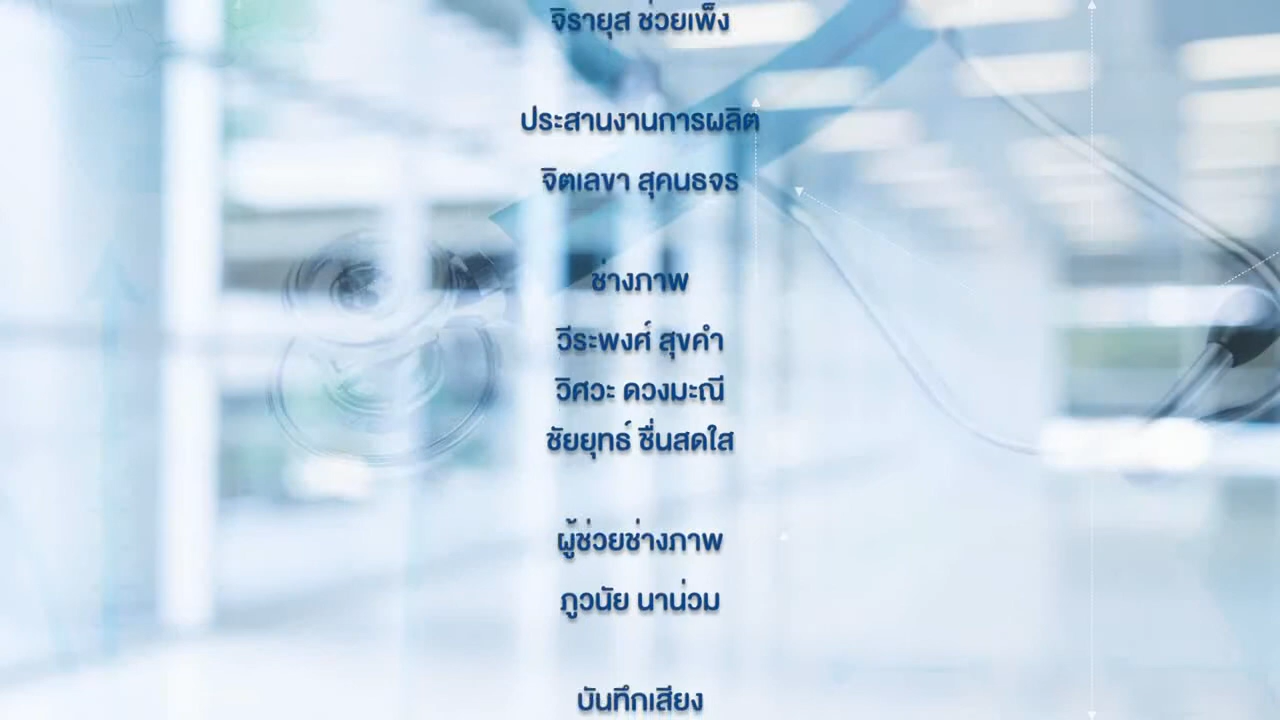 จิรายุส ช่วยเพ็ง
ประสานงานการผลิต
จิตเลขา สุคนธจร
ช่างภาพ
วีระพงศ์ สุขคำ
วิศวะ ดวงมะณี
ชัยยุทธ์ ชื่นสดใส
ผู้ช่วยช่างภาพ
ภูวนัย นาน่วม
บันทึกเสียง